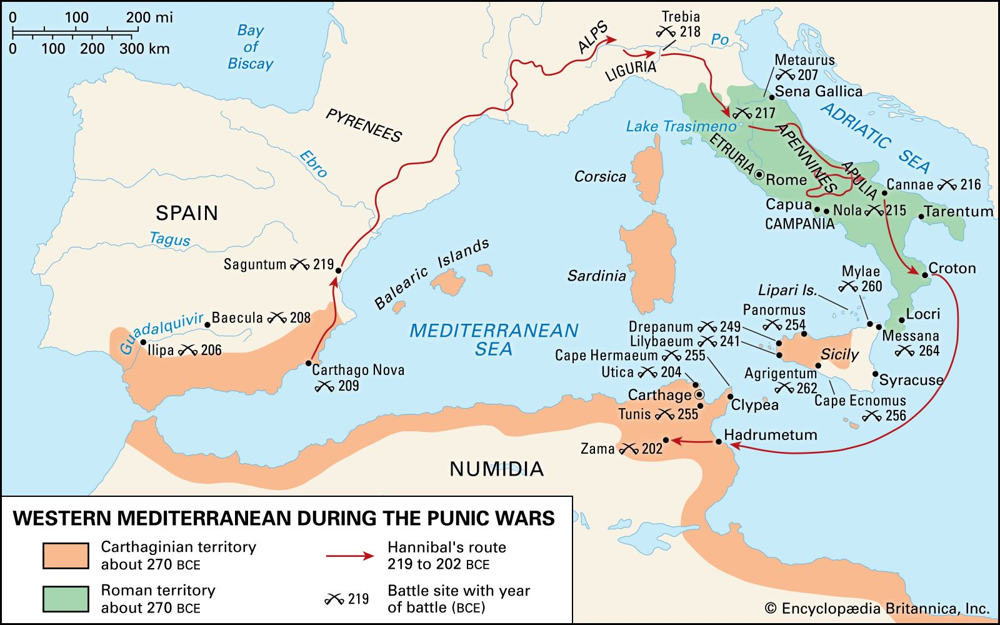 0 100 200 mi
0 100 200 300 km
Bay
of
Biscay
ALPS
Trebia
218
Po
LIGURIA
Metaurus
207
Sena Gallica
ADRIATIC SEA
217
Lake Trasimeno
PYRENEES
Ebro
ETRURIA
APENNINES
APULIA
Corsica
Rome
Cannae 216
Capua
Nola 215
Tarentum
CAMPANIA
SPAIN
Tagus
Saguntum 219
Balearic Islands
Sardinia
Croton
Mylae
260
Lipari Is.
Panormus
254
Locri
Baecula 208
Guadalquivir
Ilipa 206
MEDITERRANEAN
SEA
Drepanum 249
Lilybaeum 241
Cape Hermaeum 255
Utica 204
Messana
264
Sicily
Carthago Nova
209
Agrigentum
262
Syracuse
Carthage
Clypea
Cape Ecnomus
256
Tunis 255
Hadrumetum
Zama 202
NUMIDIA
WESTERN MEDITERRANEAN DURING THE PUNIC WARS
Carthaginian territory
about 270 BCE
Roman territory
about 270 BCE
Hannibal's route
219 to 202 BCE
219
Battle site with year
of battle (BCE)
© Encyclopædia Britannica, Inc.